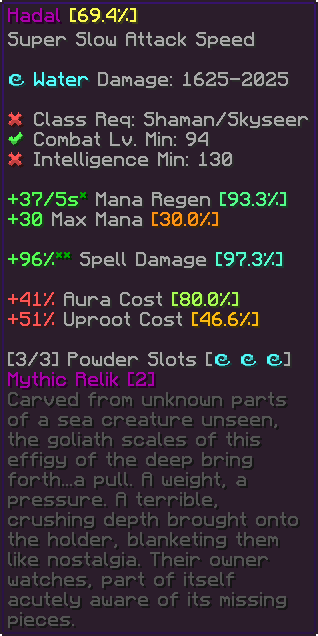 Hadal [69.4%]
Super Slow Attack Speed
Water Damage: 1625-2025
✖ Class Req: Shaman/Skyseer
✔ Combat Lv. Min: 94
✖ Intelligence Min: 130
+37/5s* Mana Regen [93.3%]
+30 Max Mana [30.0%]
+96%** Spell Damage [97.3%]
+41% Aura Cost [80.0%]
+51% Uproot Cost [46.6%]
[3/3] Powder Slots [ ]
Mythic Relik [2]
Carved from unknown parts
of a sea creature unseen,
the goliath scales of this
effigy of the deep bring
forth...a pull. A weight, a
pressure. A terrible,
crushing depth brought onto
the holder, blanketing them
like nostalgia. Their owner
watches, part of itself
acutely aware of its missing
pieces.